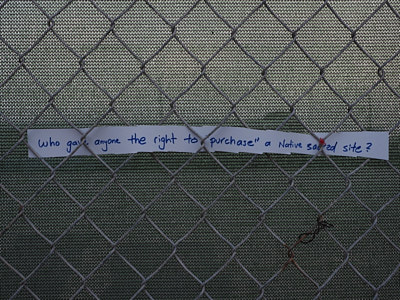 Who gave anyone the right to "purchase" a Native sacred site?